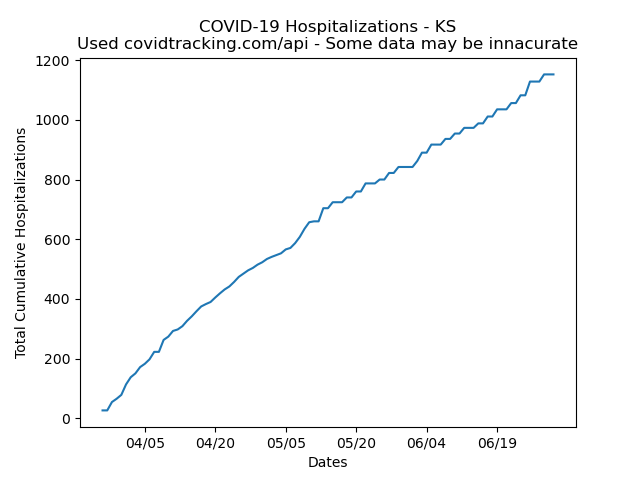 COVID-19 Hospitalizations - KS
Used covidtracking.com/api - Some data may be innacurate
1200
1000
800
600
400
200
0
Total Cumulative Hospitalizations
04/05 04/20 05/05 05/20 06/04 06/19
Dates